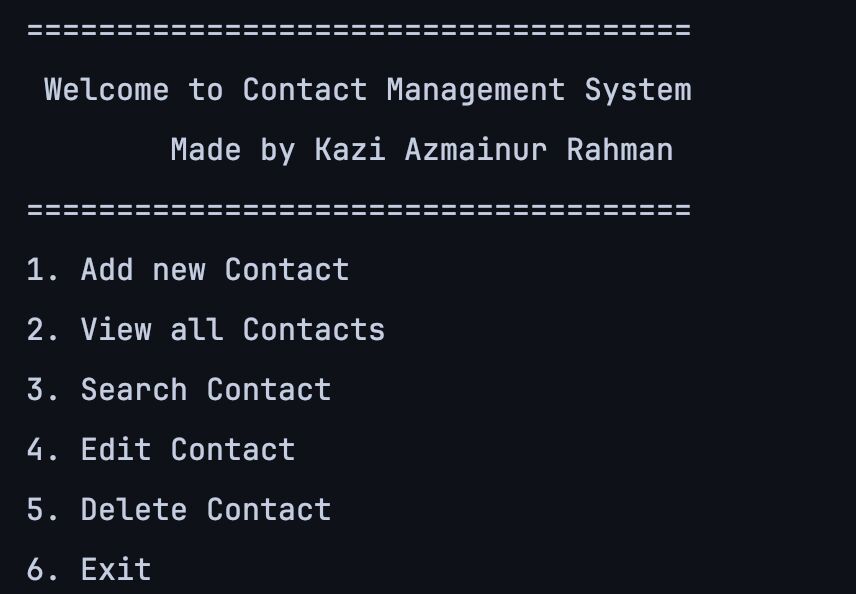 =====================================
Welcome to Contact Management System
Made by Kazi Azmainur Rahman
=====================================
1. Add new Contact
2. View all Contacts
3. Search Contact
4. Edit Contact
5. Delete Contact
6. Exit